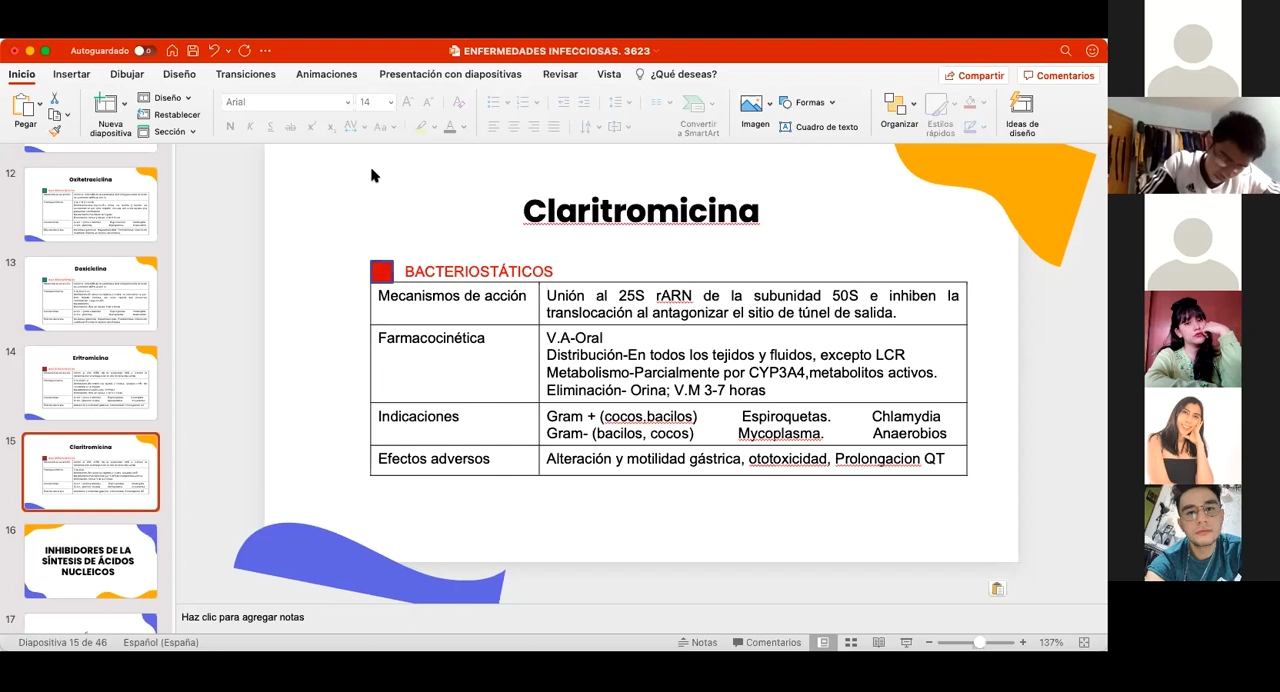 Autoguardado
ENFERMEDADES INFECCIOSAS. 3623
Inicio Insertar Dibujar Diseño Transiciones Animaciones Presentación con diapositivas Revisar Vista ¿Qué deseas? Compartir Comentarios
Pegar
Nueva diapositiva
Diseño
Restablecer
Sección
Arial 14
N K S ab x x AV Aa A
Convertir a SmartArt
Imagen
Formas
Cuadro de texto
Organizar
Estilos rápidos
Ideas de diseño
12
Oxitetraciclina
13
Doxiciclina
14
Eritromicina
15
Claritromicina
16
INHIBIDORES DE LA
SÍNTESIS DE ÁCIDOS
NUCLEICOS
17
Claritromicina
BACTERIOSTÁTICOS
Mecanismos de acción Unión al 25S rARN de la subunidad 50S e inhiben la
translocación al antagonizar el sitio de túnel de salida.
Farmacocinética V.A-Oral
Distribución-En todos los tejidos y fluidos, excepto LCR
Metabolismo-Parcialmente por CYP3A4,metabolitos activos.
Eliminación- Orina; V.M 3-7 horas
Indicaciones Gram + (cocos.bacilos) Espiroquetas. Chlamydia
Gram- (bacilos, cocos) Mycoplasma. Anaerobios
Efectos adversos Alteración y motilidad gástrica, ototoxicidad, Prolongacion QT
Haz clic para agregar notas
Diapositiva 15 de 46 Español (España) Notas Comentarios 137%